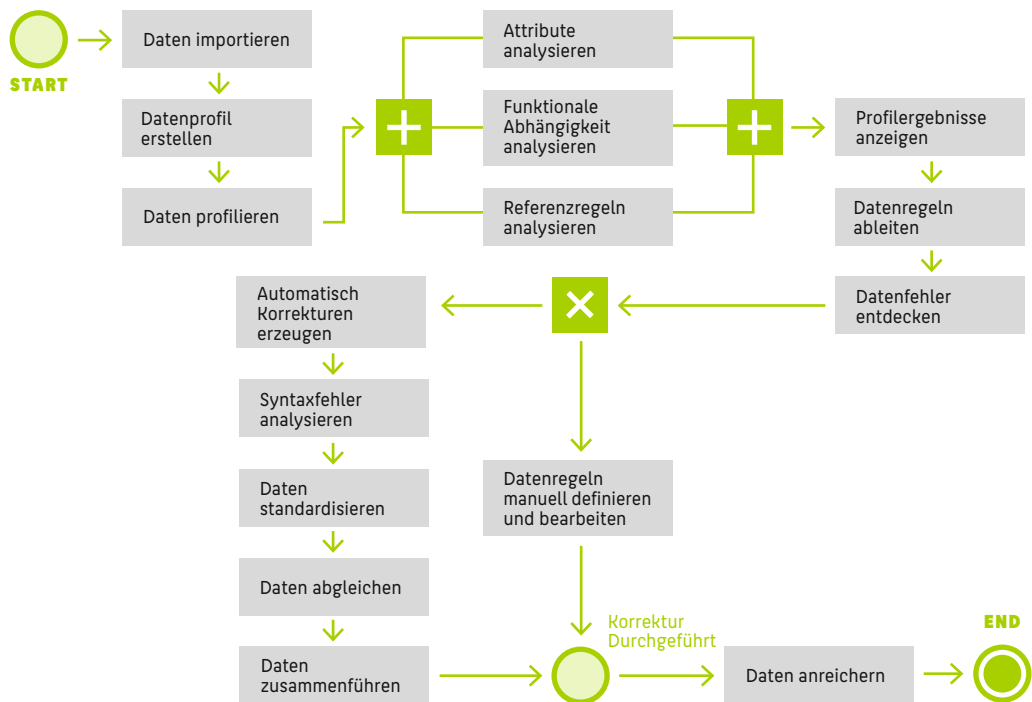 START
Daten importieren
Datenprofil
erstellen
Daten profilieren
Attribute
analysieren
Funktionale
Abhängigkeit
analysieren
Referenzregeln
analysieren
Profilergebnisse
anzeigen
Datenregeln
ableiten
Datenfehler
entdecken
Automatisch
Korrekturen
erzeugen
Syntaxfehler
analysieren
Daten
standardisieren
Daten abgleichen
Daten
zusammenführen
Datenregeln
manuell definieren
und bearbeiten
Korrektur
Durchgeführt
Daten anreichern
END